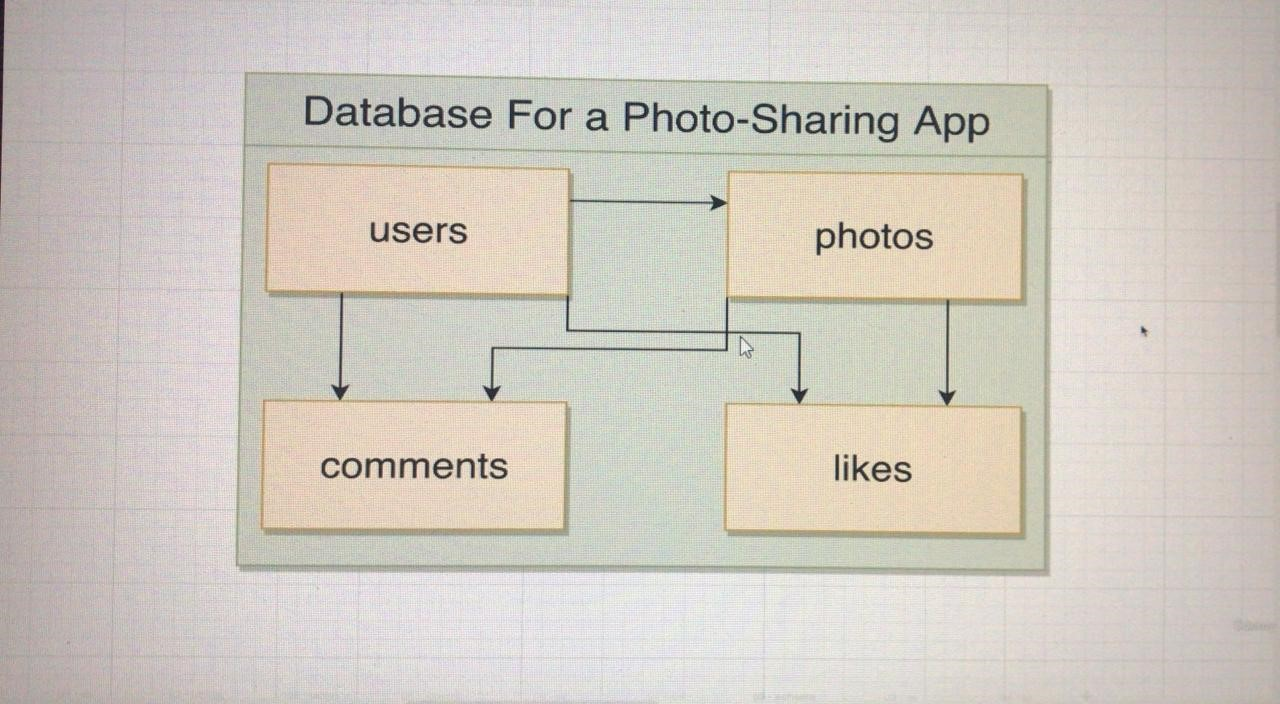 Database For a Photo-Sharing App
users
photos
comments
likes